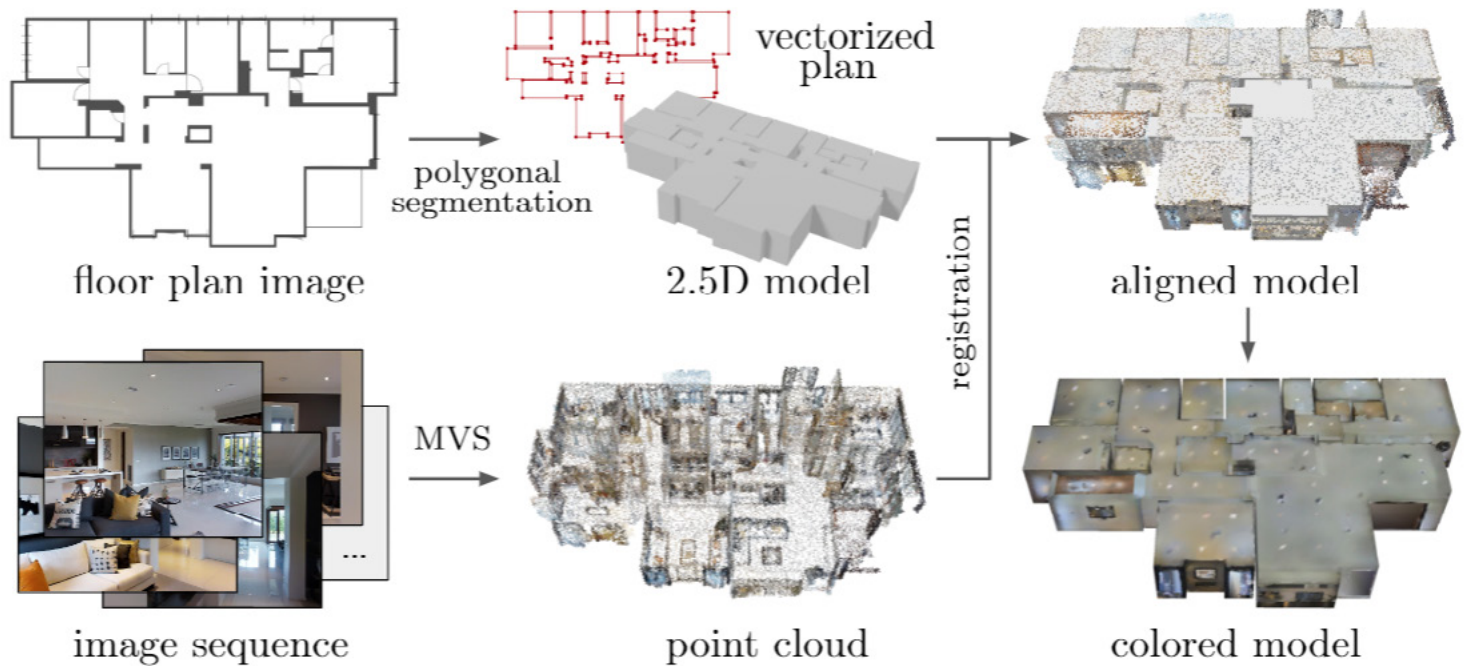 vectorized
plan
polygonal
segmentation
floor plan image
2.5D model
aligned model
registration
MVS
...
image sequence
point cloud
colored model